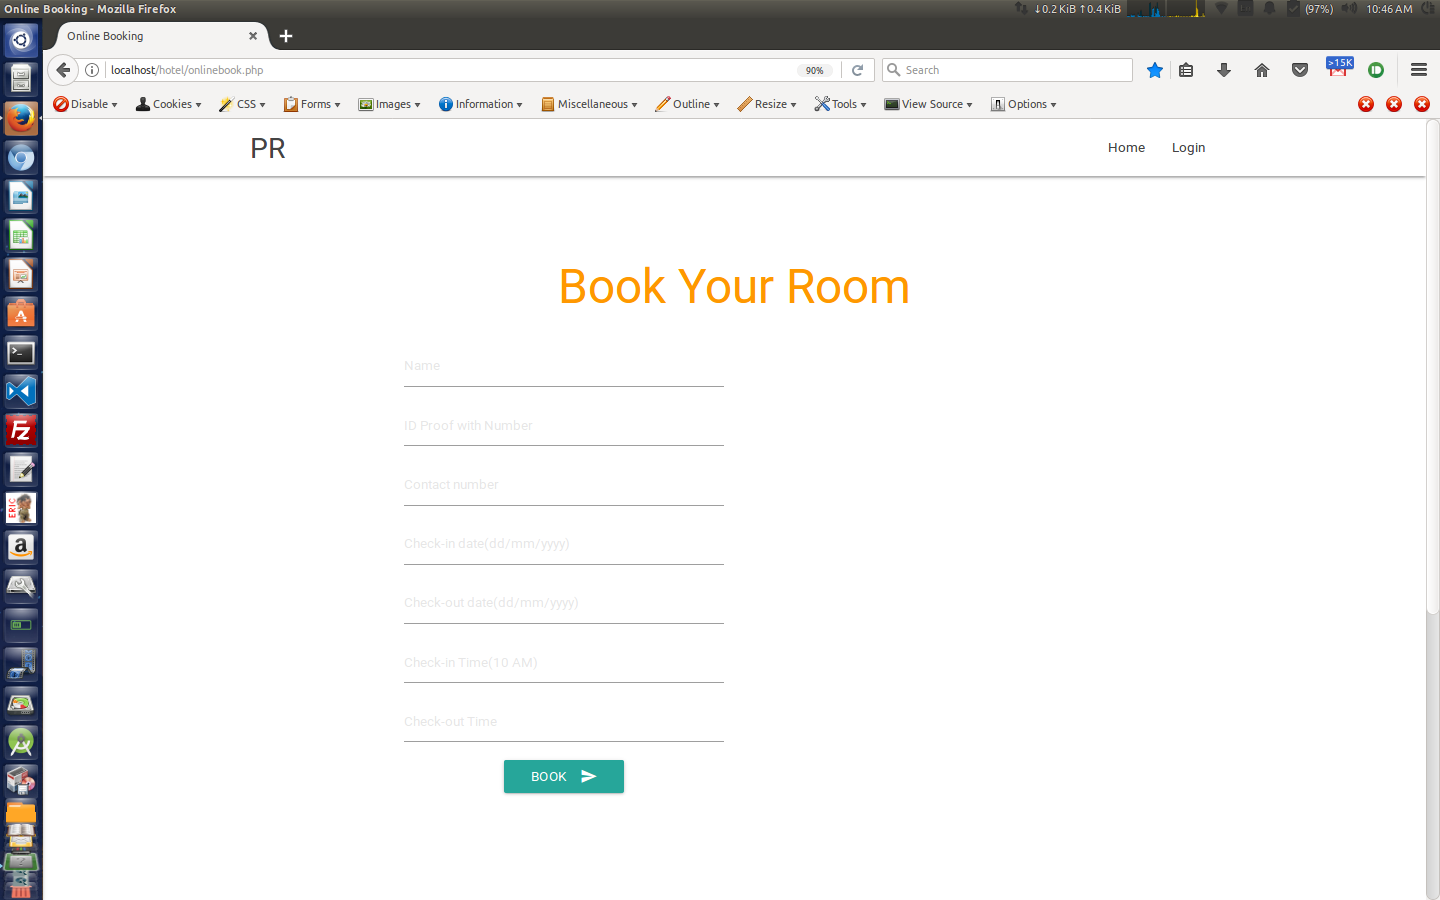 Online Booking - Mozilla Firefox
↓0.2 KiB ↑0.4 KiB (97%) 10:46 AM
Online Booking
localhost/hotel/onlinebook.php 90% Search >15K
Disable Cookies CSS Forms Images Information Miscellaneous Outline Resize Tools View Source Options
PR Home Login
Book Your Room
Name
ID Proof with Number
Contact number
Check-in date(dd/mm/yyyy)
Check-out date(dd/mm/yyyy)
Check-in Time(10 AM)
Check-out Time
BOOK
Fz
ERIC
a